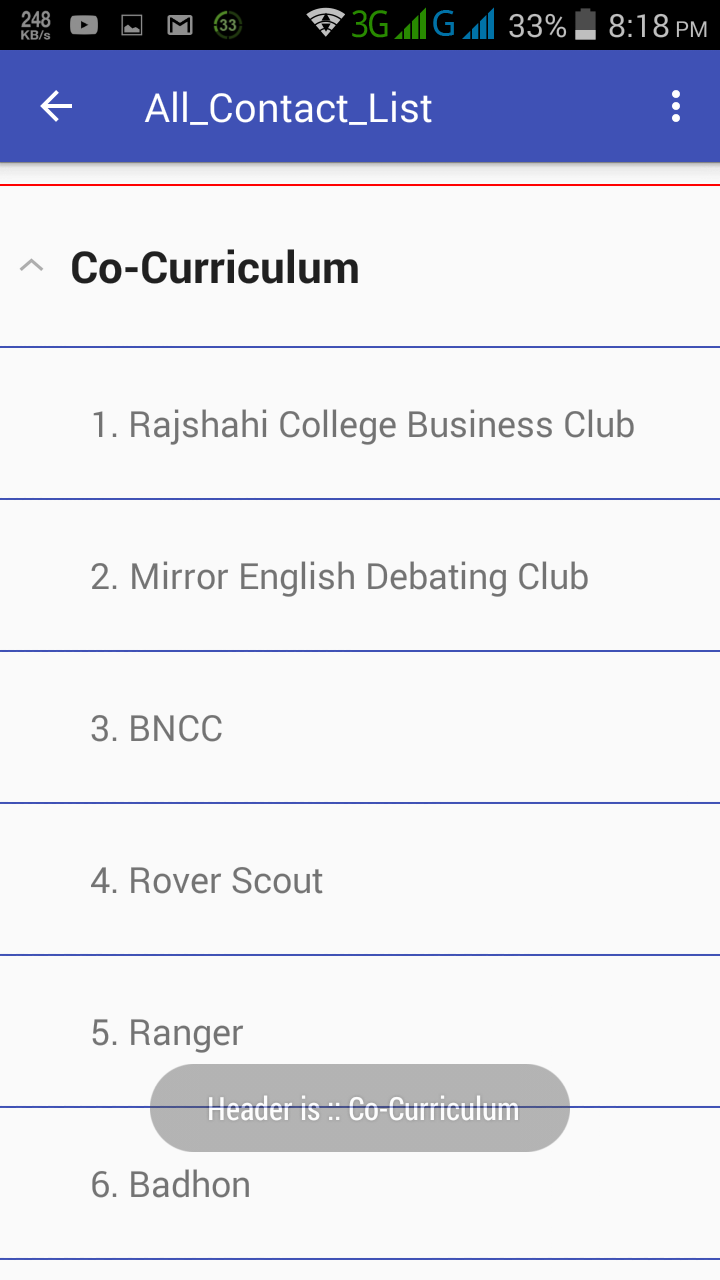 248
KB/s
33
3G
G
33%
8:18 PM
All_Contact_List
Co-Curriculum
1. Rajshahi College Business Club
2. Mirror English Debating Club
3. BNCC
4. Rover Scout
5. Ranger
Header is :: Co-Curriculum
6. Badhon